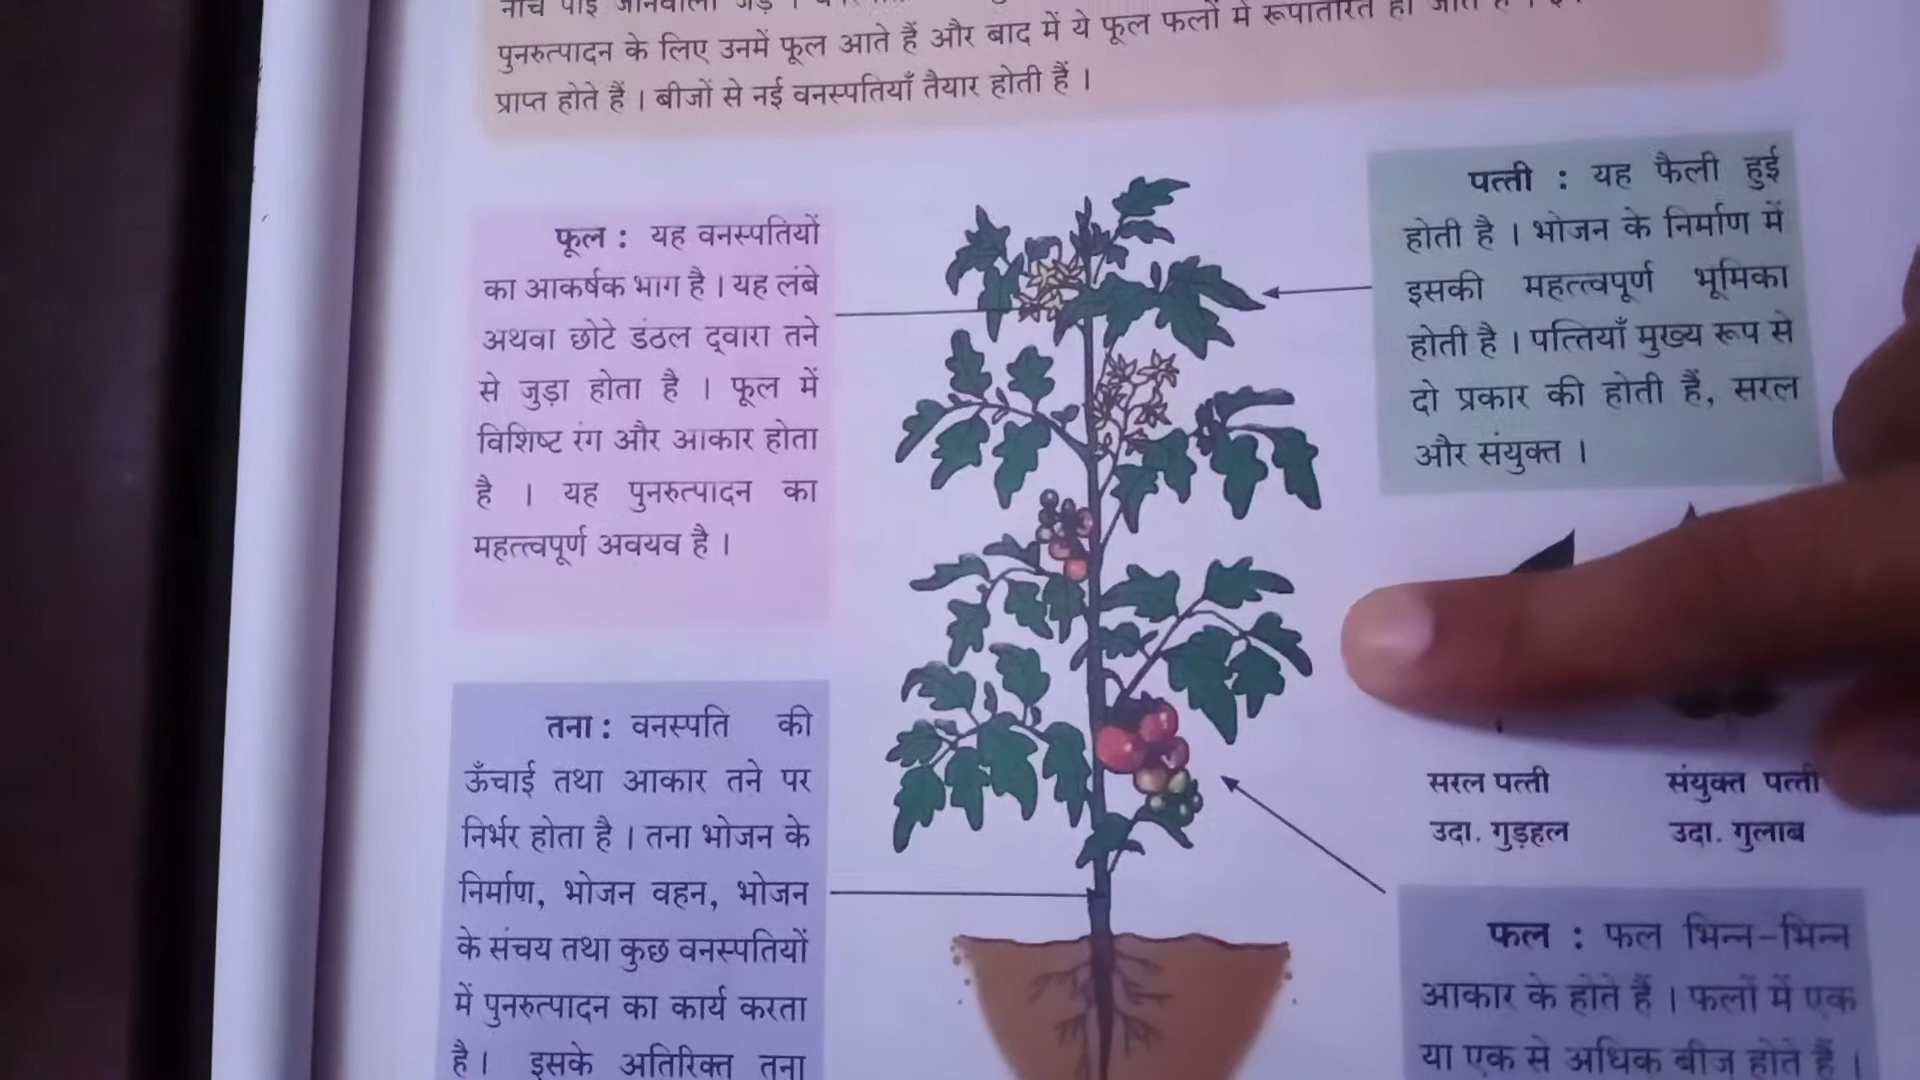 पुनरुत्पादन के लिए उनमें फूल आते हैं और बाद में ये फूल फलों में रूपांतरित हो जाते हैं ।
प्राप्त होते हैं । बीजों से नई वनस्पतियाँ तैयार होती हैं ।
फूल : यह वनस्पतियों
का आकर्षक भाग है । यह लंबे
अथवा छोटे डंठल द्वारा तने
से जुड़ा होता है । फूल में
विशिष्ट रंग और आकार होता
है । यह पुनरुत्पादन का
महत्त्वपूर्ण अवयव है ।
पत्ती : यह फैली हुई
होती है । भोजन के निर्माण में
इसकी महत्त्वपूर्ण भूमिका
होती है । पत्तियाँ मुख्य रूप से
दो प्रकार की होती हैं, सरल
और संयुक्त ।
तना : वनस्पति की
ऊँचाई तथा आकार तने पर
निर्भर होता है । तना भोजन के
निर्माण, भोजन वहन, भोजन
के संचय तथा कुछ वनस्पतियों
में पुनरुत्पादन का कार्य करता
है । इसके अतिरिक्त तना
सरल पत्ती
उदा. गुड़हल
संयुक्त पत्ती
उदा. गुलाब
फल : फल भिन्न-भिन्न
आकार के होते हैं । फलों में एक
या एक से अधिक बीज होते हैं ।